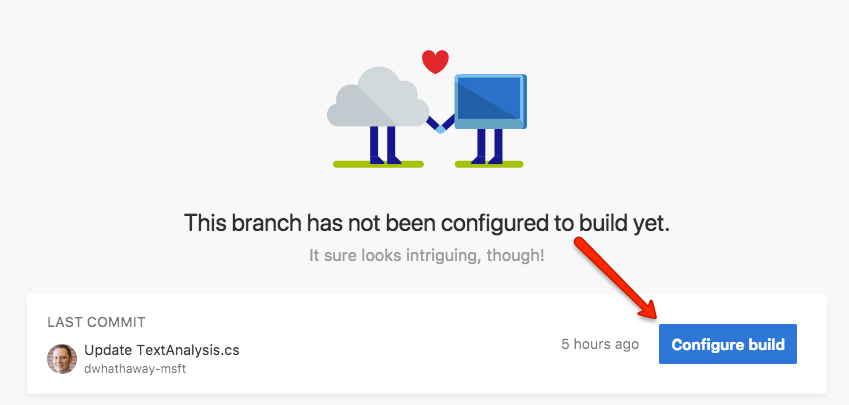 This branch has not been configured to build yet.
It sure looks intriguing, though!
LAST COMMIT
Update TextAnalysis.cs
dwhathaway-msft
5 hours ago
Configure build